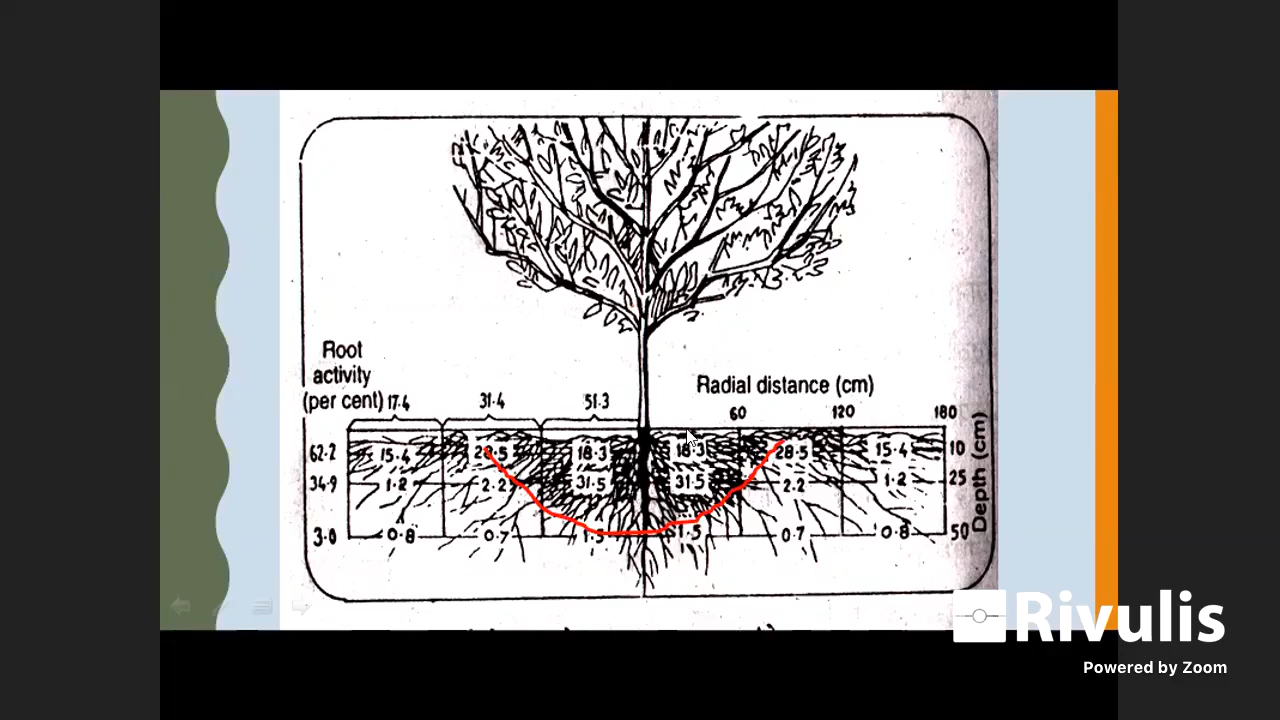 Root
activity
(per cent) 17.4 31.4 51.3
Radial distance (cm)
60 120 180
62.2 15.4 28.5 18.3 18.3 28.5 15.4 10
34.9 1.2 2.2 31.5 31.5 2.2 1.2 25
3.0 0.8 0.7 1.5 1.5 0.7 0.8 50
Depth (cm)
Rivulis
Powered by Zoom